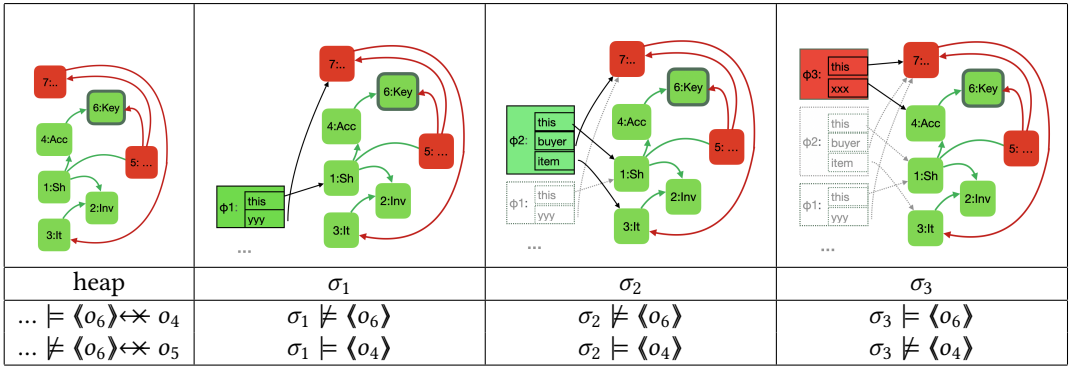 7:..
6:Key
4:Acc
5: ...
1:Sh
2:Inv
3:It
7:..
6:Key
4:Acc
5: ...
1:Sh
ϕ1:
this
yyy
2:Inv
3:It
...
7:..
6:Key
4:Acc
ϕ2:
this
buyer
item
5: ...
1:Sh
ϕ1:
this
yyy
2:Inv
3:It
...
ϕ3:
this
xxx
7:..
6:Key
4:Acc
ϕ2:
this
buyer
item
5: ...
1:Sh
ϕ1:
this
yyy
2:Inv
3:It
...
heap σ₁ σ₂ σ₃
... ⊨ ⟪o₆⟫↮ o₄ σ₁ ⊭ ⟪o₆⟫ σ₂ ⊭ ⟪o₆⟫ σ₃ ⊨ ⟪o₆⟫
... ⊭ ⟪o₆⟫↮ o₅ σ₁ ⊨ ⟪o₄⟫ σ₂ ⊨ ⟪o₄⟫ σ₃ ⊭ ⟪o₄⟫